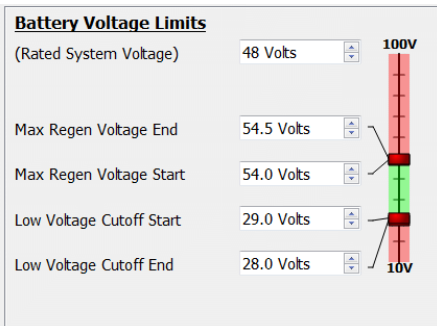 Battery Voltage Limits
(Rated System Voltage) 48 Volts 100V
Max Regen Voltage End 54.5 Volts
Max Regen Voltage Start 54.0 Volts
Low Voltage Cutoff Start 29.0 Volts
Low Voltage Cutoff End 28.0 Volts 10V